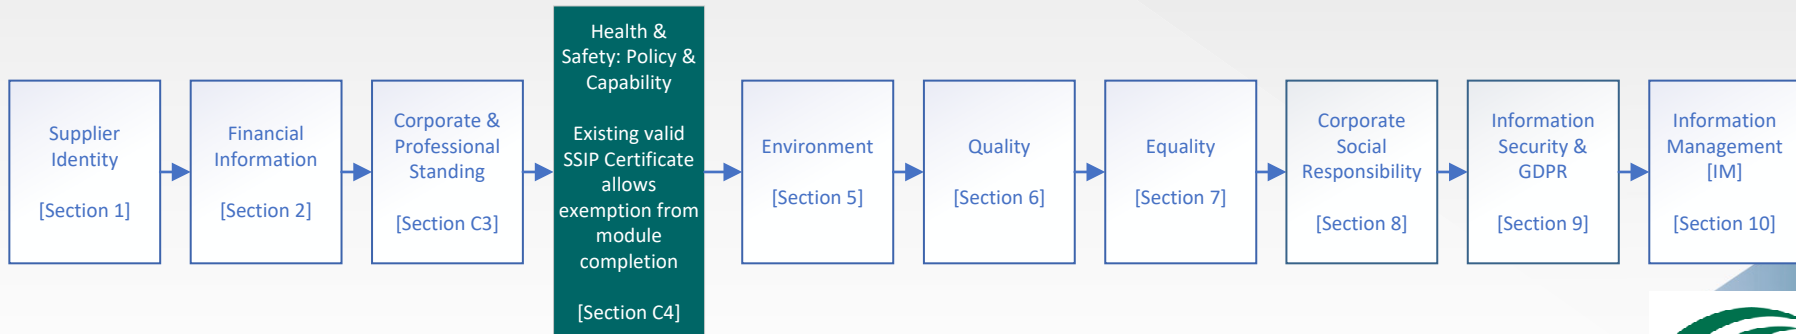 Supplier
Identity
[Section 1]
Financial
Information
[Section 2]
Corporate &
Professional
Standing
[Section C3]
Health &
Safety: Policy &
Capability
Existing valid
SSIP Certificate
allows
exemption from
module
completion
[Section C4]
Environment
[Section 5]
Quality
[Section 6]
Equality
[Section 7]
Corporate
Social
Responsibility
[Section 8]
Information
Security &
GDPR
[Section 9]
Information
Management
[IM]
[Section 10]